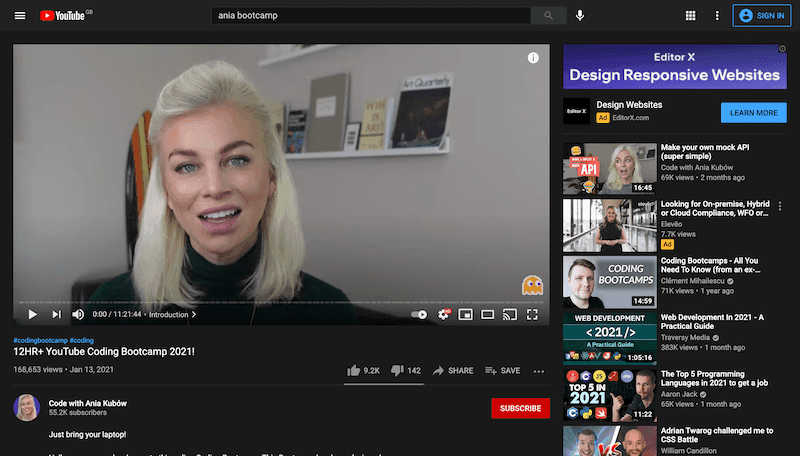 YouTube GB
ania bootcamp
SIGN IN
Art Quarterly
WHO IS
ART?
0:00 / 11:21:44 • Introduction
#codingbootcamp #coding
12HR+ YouTube Coding Bootcamp 2021!
168,653 views • Jan 13, 2021
9.2K
142
SHARE
SAVE
Code with Ania Kubów
55.2K subscribers
SUBSCRIBE
Just bring your laptop!
Editor X
Design Responsive Websites
Editor X
Design Websites
Ad EditorX.com
LEARN MORE
API
16:45
Make your own mock API
(super simple)
Code with Ania Kubów
69K views • 2 months ago
elevēo
Looking for On-premise, Hybrid
or Cloud Compliance, WFO or...
Elevēo
7.7K views
Ad
CODING
BOOTCAMPS
14:59
Coding Bootcamps - All You
Need To Know (from an ex-...
Clément Mihailescu
71K views • 1 year ago
WEB DEVELOPMENT
< 2021 />
A Practical Guide
1:05:16
Web Development In 2021 - A
Practical Guide
Traversy Media
383K views • 1 month ago
TOP 5 IN
2021
11:22
The Top 5 Programming
Languages in 2021 to get a job
Aaron Jack
65K views • 1 month ago
VS
Adrian Twarog challenged me to
CSS Battle
William Candillon